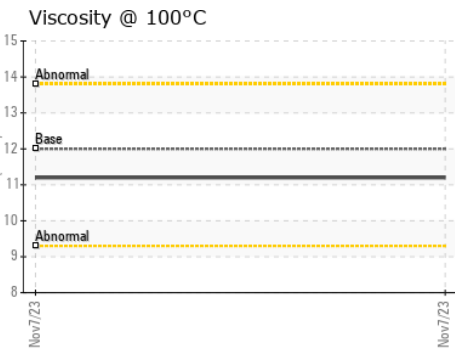 Viscosity @ 100°C
15
14
Abnormal
13
12
Base
11
10
Abnormal
9
8
Nov7/23
Nov7/23